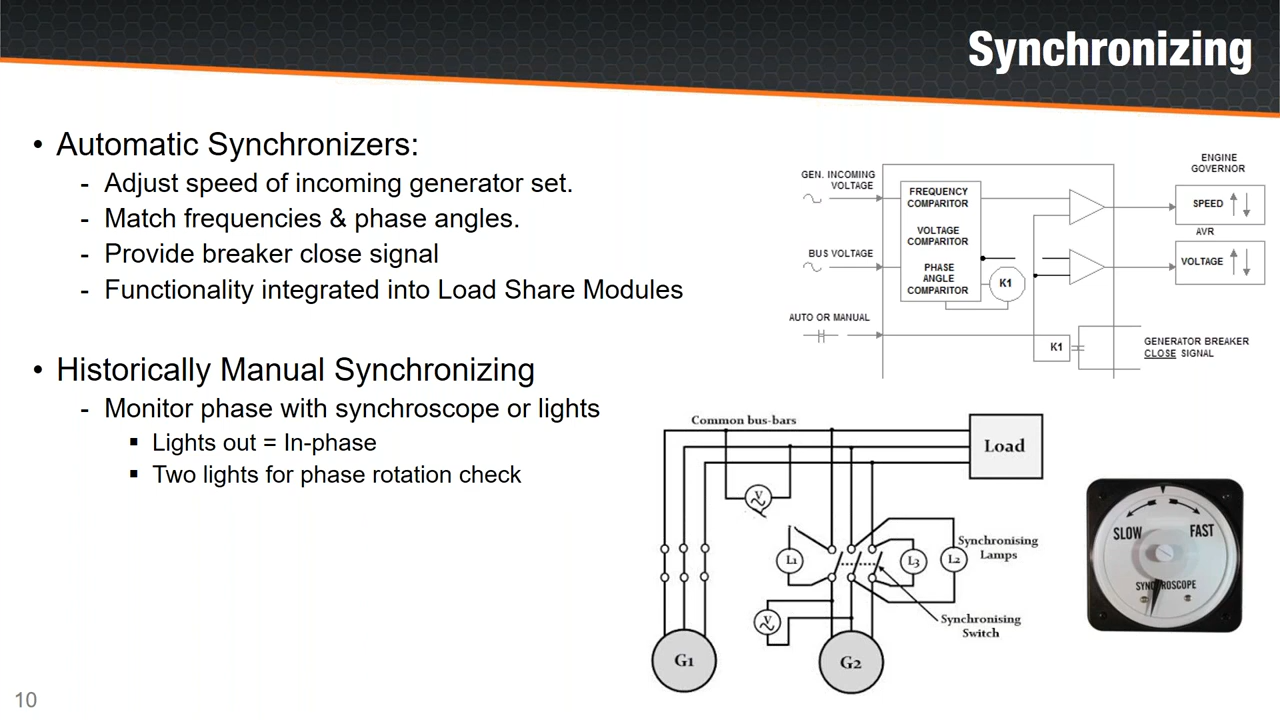 Synchronizing
• Automatic Synchronizers:
- Adjust speed of incoming generator set.
- Match frequencies & phase angles.
- Provide breaker close signal
- Functionality integrated into Load Share Modules
• Historically Manual Synchronizing
- Monitor phase with synchroscope or lights
▪ Lights out = In-phase
▪ Two lights for phase rotation check
GEN. INCOMING
VOLTAGE
BUS VOLTAGE
AUTO OR MANUAL
FREQUENCY
COMPARITOR
VOLTAGE
COMPARITOR
PHASE
ANGLE
COMPARITOR
K1
K1
ENGINE
GOVERNOR
SPEED
AVR
VOLTAGE
GENERATOR BREAKER
CLOSE SIGNAL
Common bus-bars
Load
V
L1
L3
L2
Synchronising
Lamps
V
Synchronising
Switch
G1
G2
SLOW
FAST
SYNCHROSCOPE
10